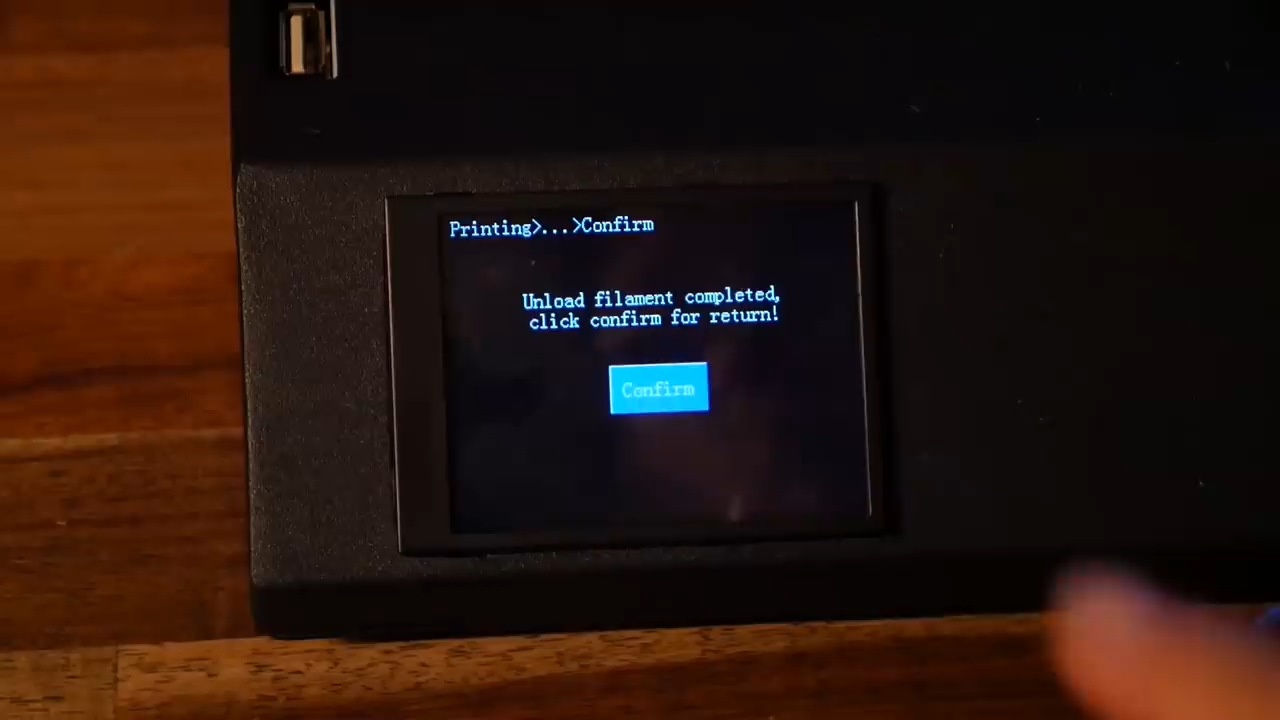 Printing>...>Confirm
Unload filament completed,
click confirm for return!
Confirm